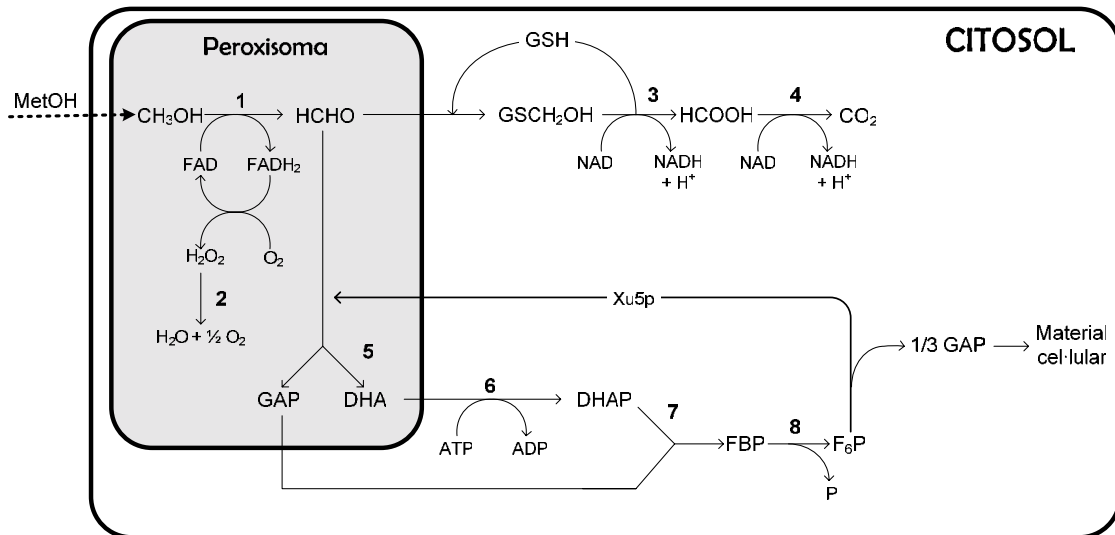 Peroxisoma
CITOSOL
GSH
MetOH
CH₃OH
1
HCHO
GSCH₂OH
3
HCOOH
4
CO₂
FAD
FADH₂
NAD
NADH
+ H⁺
NAD
NADH
+ H⁺
H₂O₂
O₂
2
H₂O + ½ O₂
Xu5p
5
1/3 GAP
Material
cel·lular
GAP
DHA
6
DHAP
7
ATP
ADP
FBP
8
F₆P
P